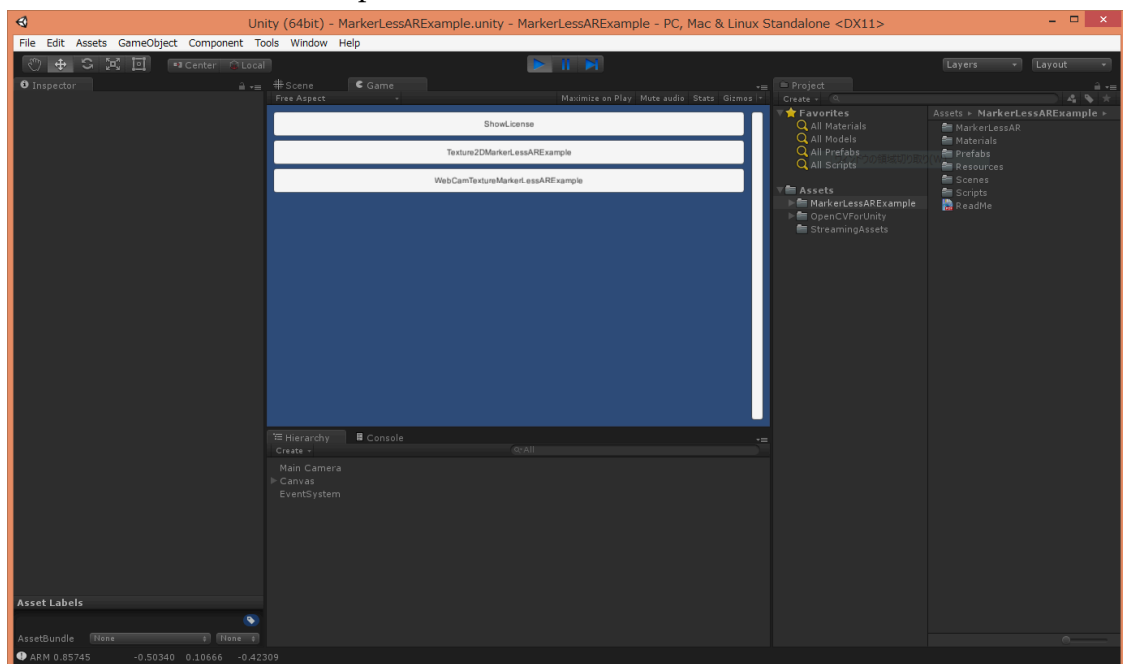 Unity (64bit) - MarkerLessARExample.unity - MarkerLessARExample - PC, Mac & Linux Standalone <DX11>
File Edit Assets GameObject Component Tools Window Help
Center Local
Layers Layout
Inspector
Scene Game
Free Aspect Maximize on Play Mute audio Stats Gizmos
ShowLicense
Texture2DMarkerLessARExample
WebCamTextureMarkerLessARExample
Hierarchy Console
Create All
Main Camera
Canvas
EventSystem
Project
Create
Favorites
All Materials
All Models
All Prefabs
All Scripts
Assets
MarkerLessARExample
OpenCVForUnity
StreamingAssets
Assets MarkerLessARExample
MarkerLessAR
Materials
Prefabs
Resources
Scenes
Scripts
ReadMe
Asset Labels
AssetBundle None None
ARM 0.85745 -0.50340 0.10666 -0.42309